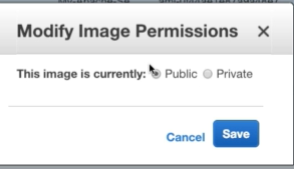 Modify Image Permissions ×
This image is currently: Public Private
Cancel Save